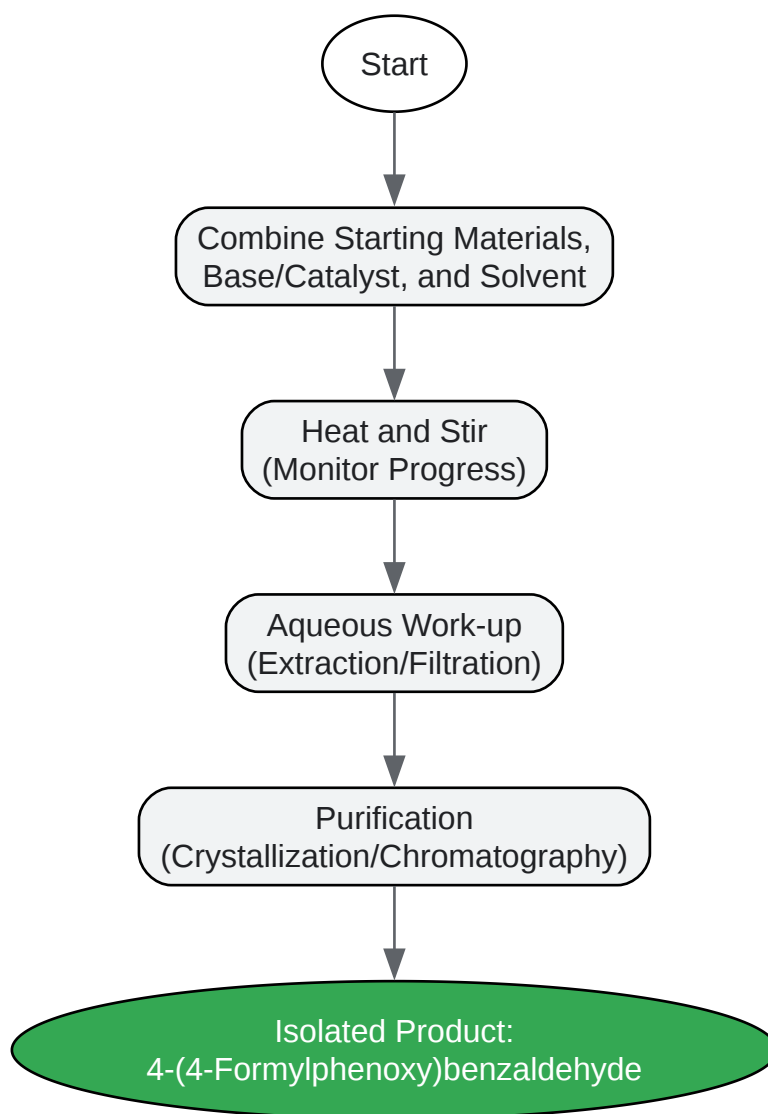 Start
Combine Starting Materials,
Base/Catalyst, and Solvent
Heat and Stir
(Monitor Progress)
Aqueous Work-up
(Extraction/Filtration)
Purification
(Crystallization/Chromatography)
Isolated Product:
4-(4-Formylphenoxy)benzaldehyde